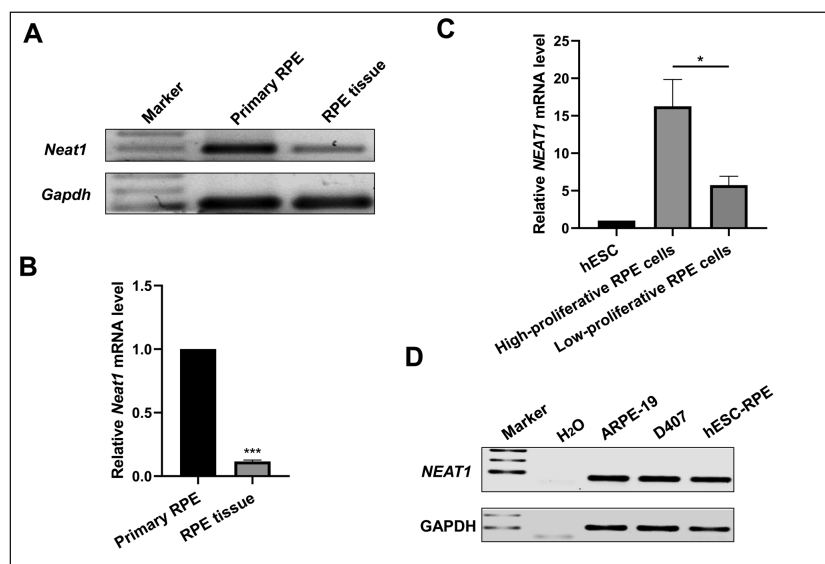 A
Marker
Primary RPE
RPE tissue
Neat1
Gapdh
B
Relative Neat1 mRNA level
1.5
1.0
0.5
0.0
***
Primary RPE
RPE tissue
C
Relative NEAT1 mRNA level
25
20
15
10
5
0
*
hESC
High-proliferative RPE cells
Low-proliferative RPE cells
D
Marker
H2O
ARPE-19
D407
hESC-RPE
NEAT1
GAPDH